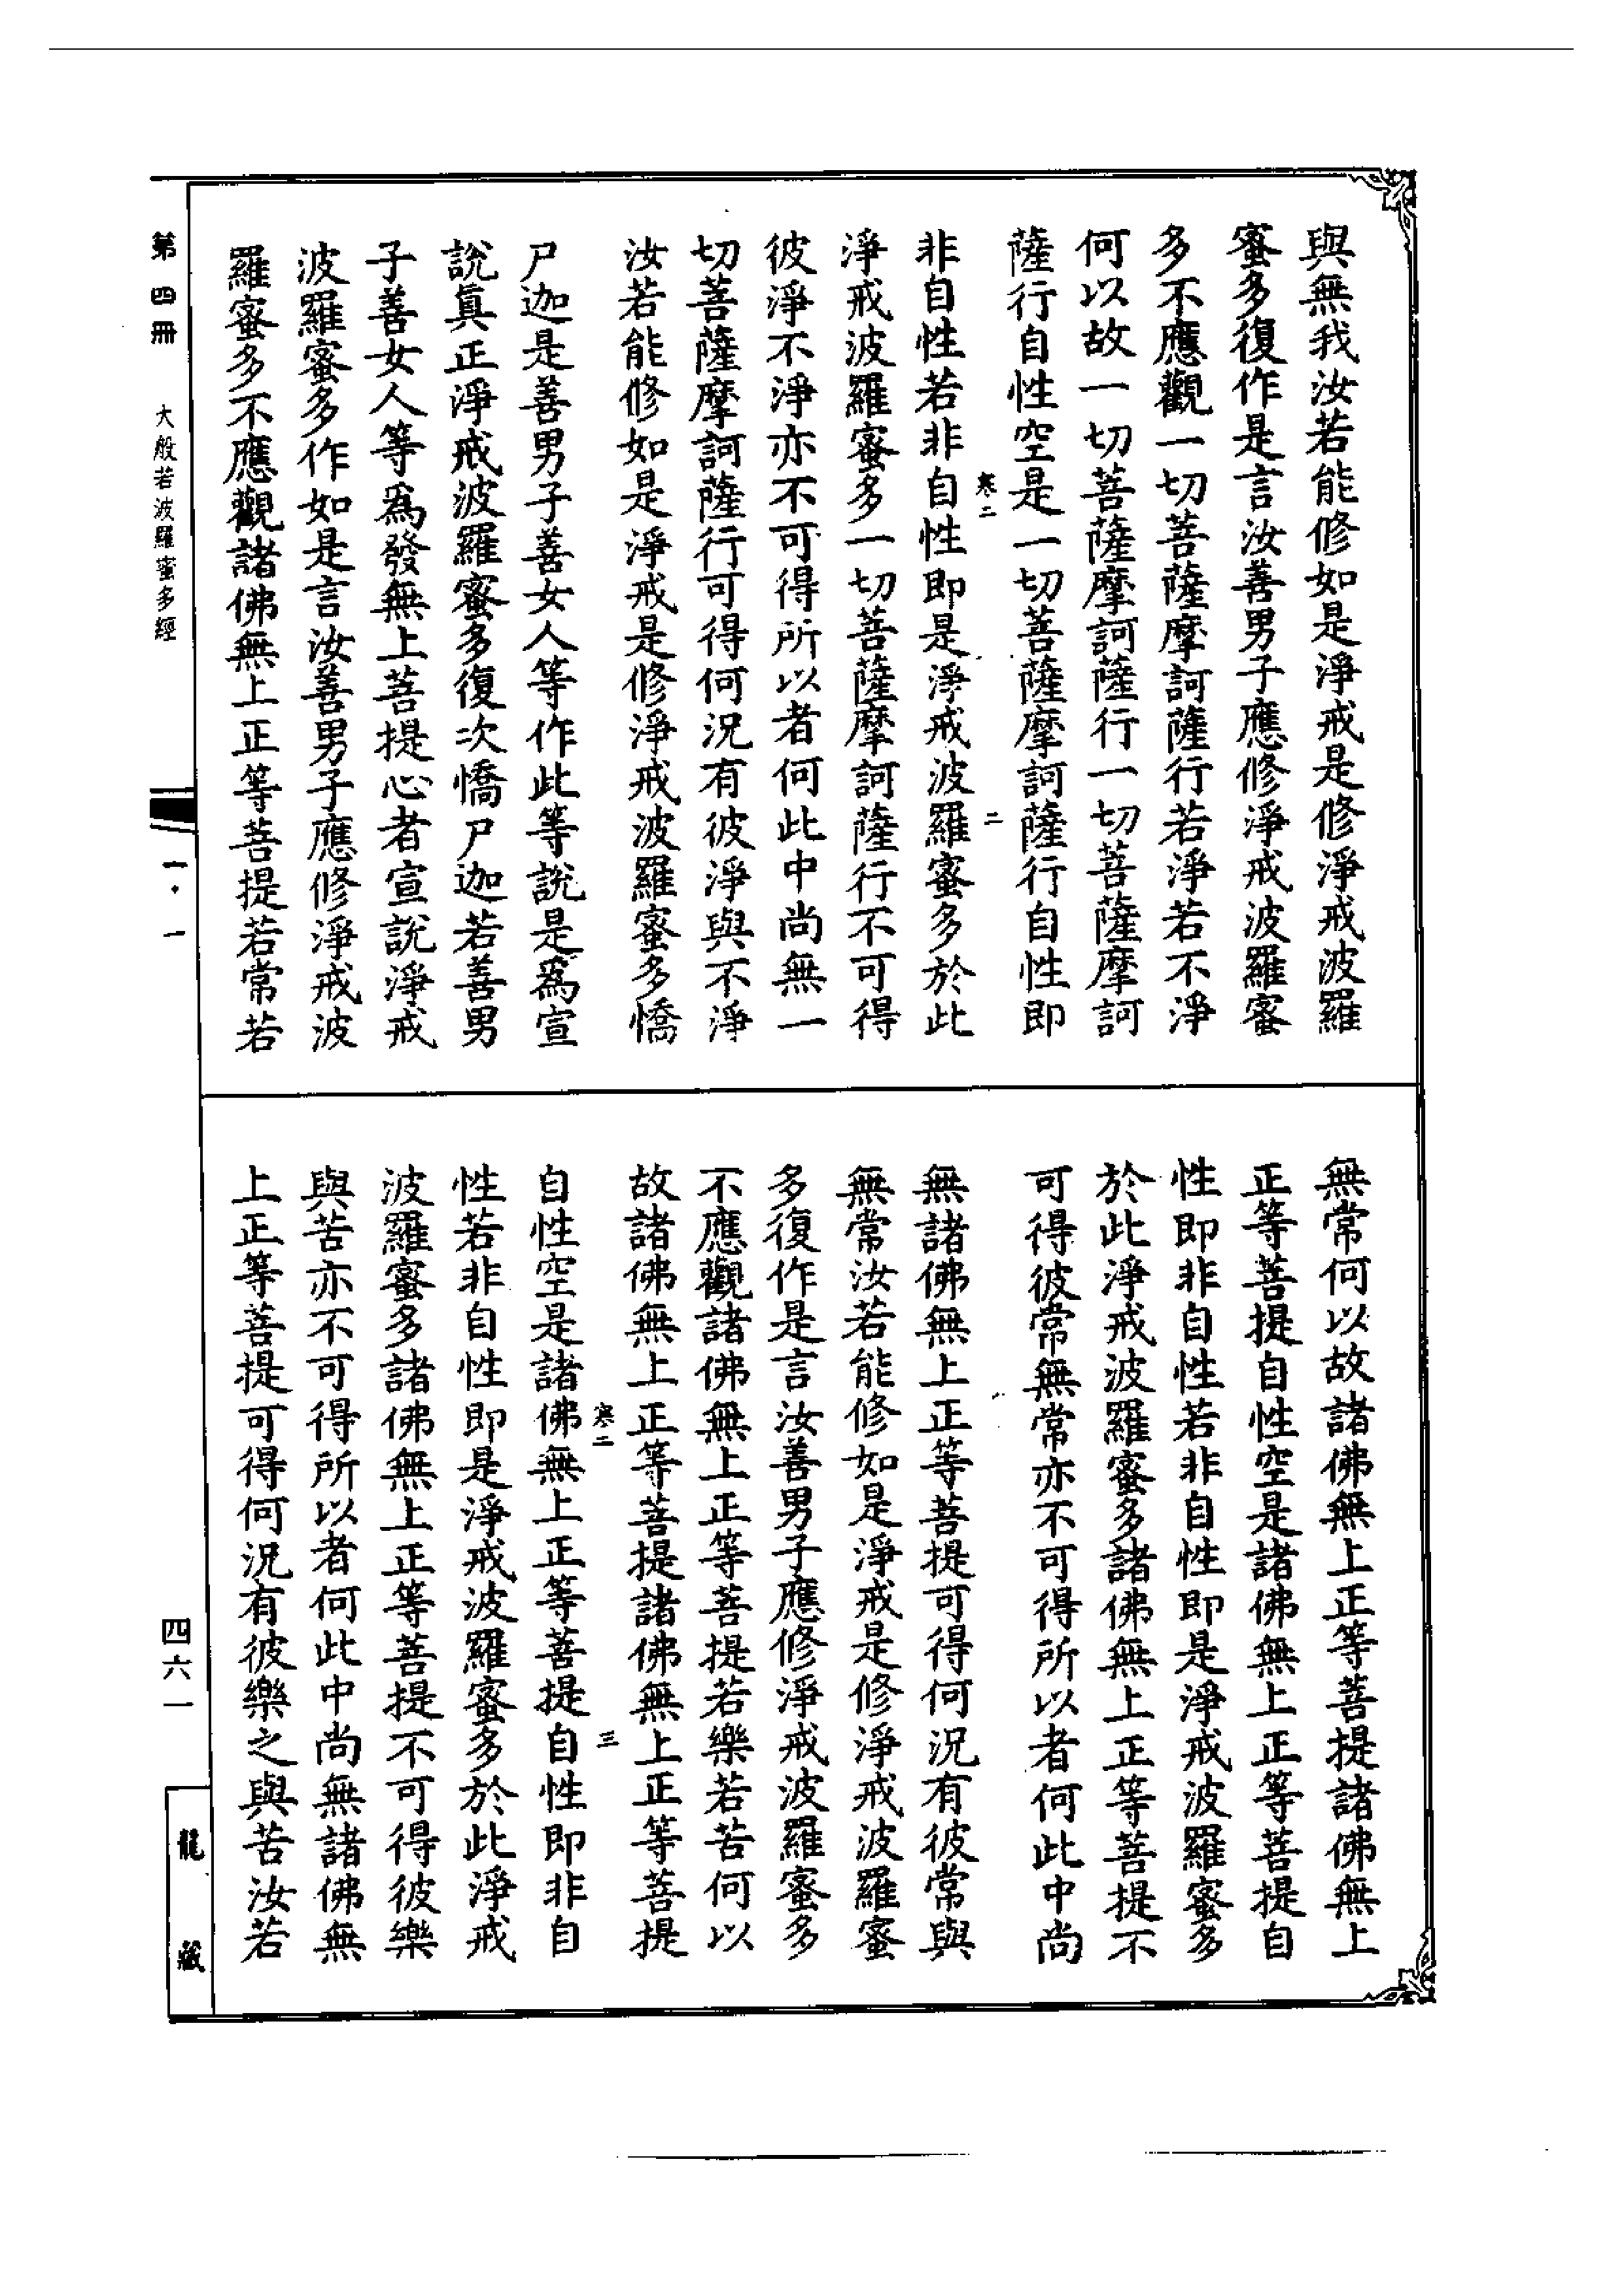 與無我汝若能修如是淨戒是修淨戒波羅
蜜多復作是言汝善男子應修淨戒波羅蜜
多不應觀一切菩薩摩訶薩行若淨若不淨
何以故一切菩薩摩訶薩行一切菩薩摩訶
薩行自性空是一切菩薩摩訶薩行自性即
寒二
二
非自性若非自性即是淨戒波羅蜜多於此
淨戒波羅蜜多一切菩薩摩訶薩行不可得
彼淨不淨亦不可得所以者何此中尚無一
切菩薩摩訶薩行可得何況有彼淨與不淨
汝若能修如是淨戒是修淨戒波羅蜜多憍
尸迦是善男子善女人等作此等說是爲宣
說眞正淨戒波羅蜜多復次憍尸迦若善男
子善女人等爲發無上菩提心者宣說淨戒
波羅蜜多作如是言汝善男子應修淨戒波
羅蜜多不應觀諸佛無上正等菩提若常若
無常何以故諸佛無上正等菩提諸佛無上
正等菩提自性空是諸佛無上正等菩提自
性即非自性若非自性即是淨戒波羅蜜多
於此淨戒波羅蜜多諸佛無上正等菩提不
可得彼常無常亦不可得所以者何此中尚
無諸佛無上正等菩提可得何況有彼常與
無常汝若能修如是淨戒是修淨戒波羅蜜
多復作是言汝善男子應修淨戒波羅蜜多
不應觀諸佛無上正等菩提若樂若苦何以
故諸佛無上正等菩提諸佛無上正等菩提
寒二
三
自性空是諸佛無上正等菩提自性即非自
性若非自性即是淨戒波羅蜜多於此淨戒
波羅蜜多諸佛無上正等菩提不可得彼樂
與苦亦不可得所以者何此中尚無諸佛無
上正等菩提可得何況有彼樂之與苦汝若
第四冊
大般若波羅蜜多經
一·一
四六一
龍藏